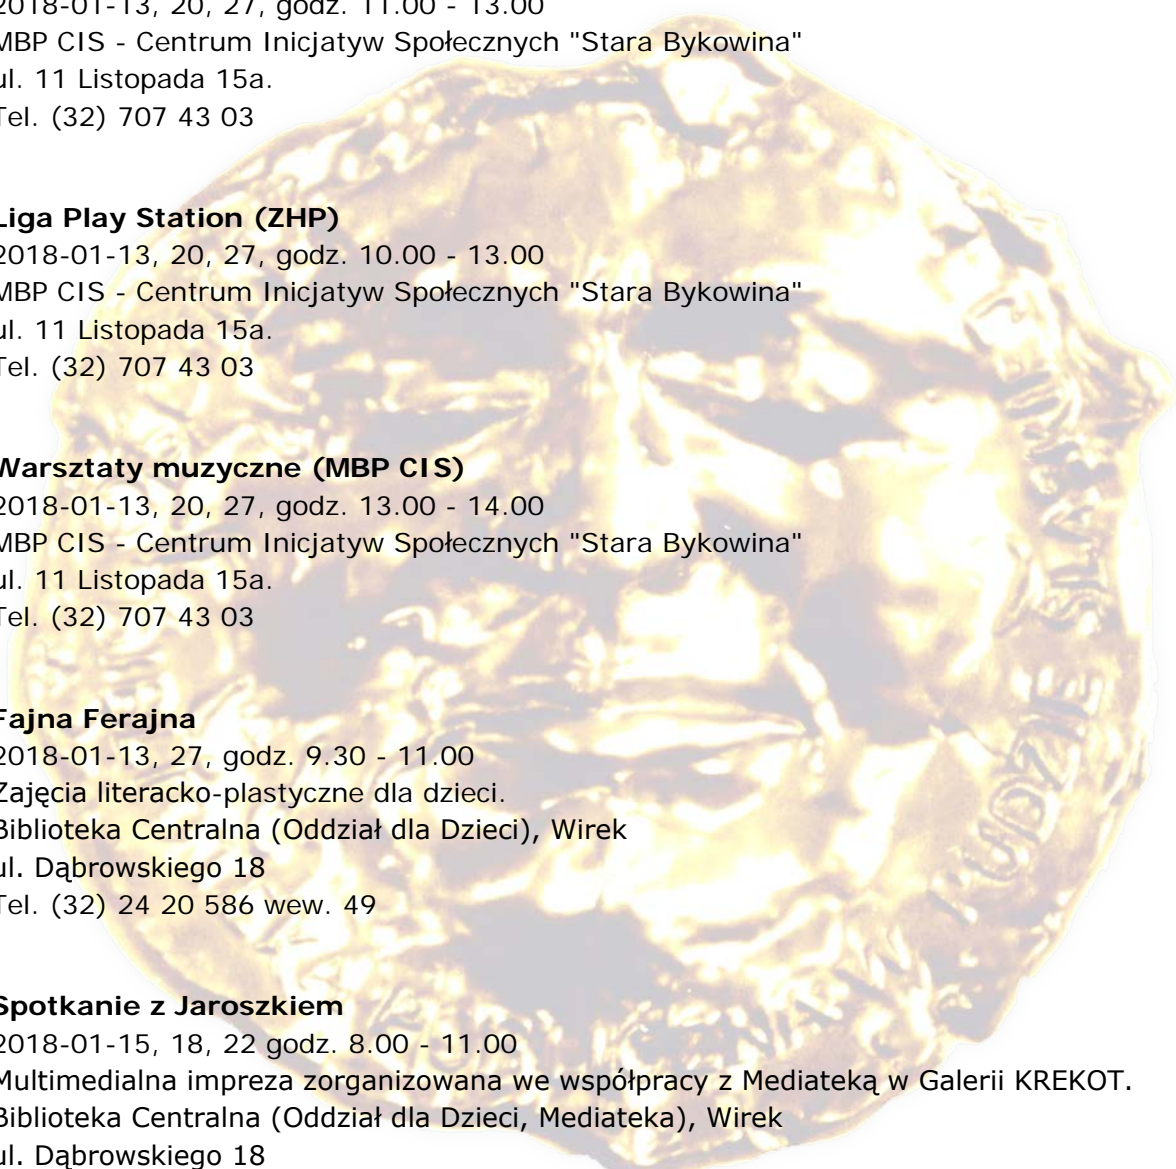 2018-01-13, 20, 27, godz. 11.00 - 13.00
MBP CIS - Centrum Inicjatyw Społecznych "Stara Bykowina"
ul. 11 Listopada 15a.
Tel. (32) 707 43 03
Liga Play Station (ZHP)
2018-01-13, 20, 27, godz. 10.00 - 13.00
MBP CIS - Centrum Inicjatyw Społecznych "Stara Bykowina"
ul. 11 Listopada 15a.
Tel. (32) 707 43 03
Warsztaty muzyczne (MBP CIS)
2018-01-13, 20, 27, godz. 13.00 - 14.00
MBP CIS - Centrum Inicjatyw Społecznych "Stara Bykowina"
ul. 11 Listopada 15a.
Tel. (32) 707 43 03
Fajna Ferajna
2018-01-13, 27, godz. 9.30 - 11.00
Zajęcia literacko-plastyczne dla dzieci.
Biblioteka Centralna (Oddział dla Dzieci), Wirek
ul. Dąbrowskiego 18
Tel. (32) 24 20 586 wew. 49
Spotkanie z Jaroszkiem
2018-01-15, 18, 22 godz. 8.00 - 11.00
Multimedialna impreza zorganizowana we współpracy z Mediateką w Galerii KREKOT.
Biblioteka Centralna (Oddział dla Dzieci, Mediateka), Wirek
ul. Dąbrowskiego 18